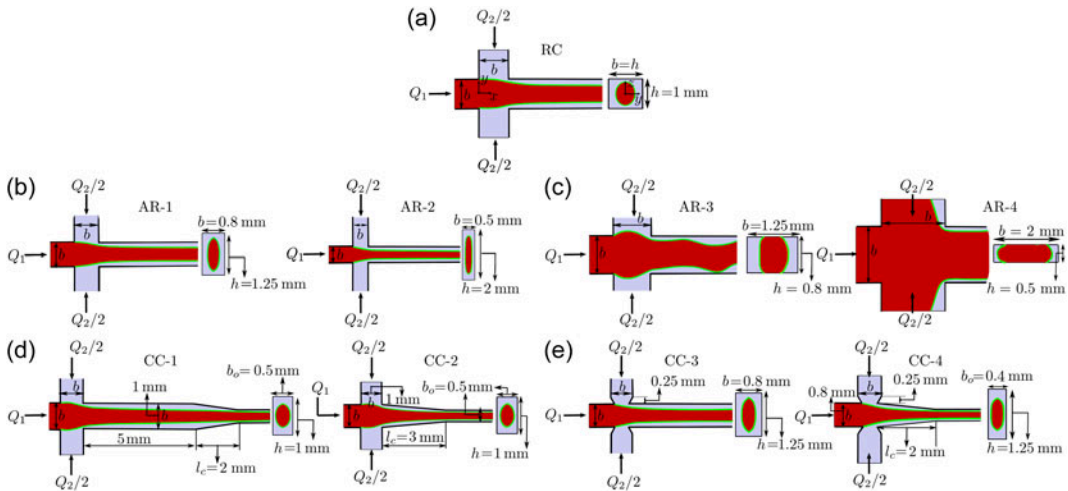 (a)
Q₂/2
RC
b
b=h
y
x
Q₁
b
h=1 mm
y
Q₂/2
(b)
Q₂/2
AR-1
b=0.8 mm
b
Q₁
b
h=1.25 mm
Q₂/2
Q₂/2
AR-2
b=0.5 mm
b
Q₁
b
h=2 mm
Q₂/2
(c)
Q₂/2
AR-3
b=1.25 mm
b
Q₁
b
h = 0.8 mm
Q₂/2
Q₂/2
AR-4
b
b = 2 mm
Q₁
b
h = 0.5 mm
Q₂/2
(d)
Q₂/2
CC-1
b
1 mm
bₒ= 0.5 mm
Q₁
b
b
5 mm
l_c= 2 mm
h=1 mm
Q₂/2
Q₂/2
CC-2
Q₁
b
1 mm
bₒ=0.5 mm
b
l_c=3 mm
h=1 mm
Q₂/2
(e)
Q₂/2
CC-3
b
0.25 mm
b=0.8 mm
Q₁
b
h=1.25 mm
Q₂/2
Q₂/2
CC-4
0.8 mm
b
0.25 mm
bₒ=0.4 mm
Q₁
b
l_c=2 mm
h=1.25 mm
Q₂/2